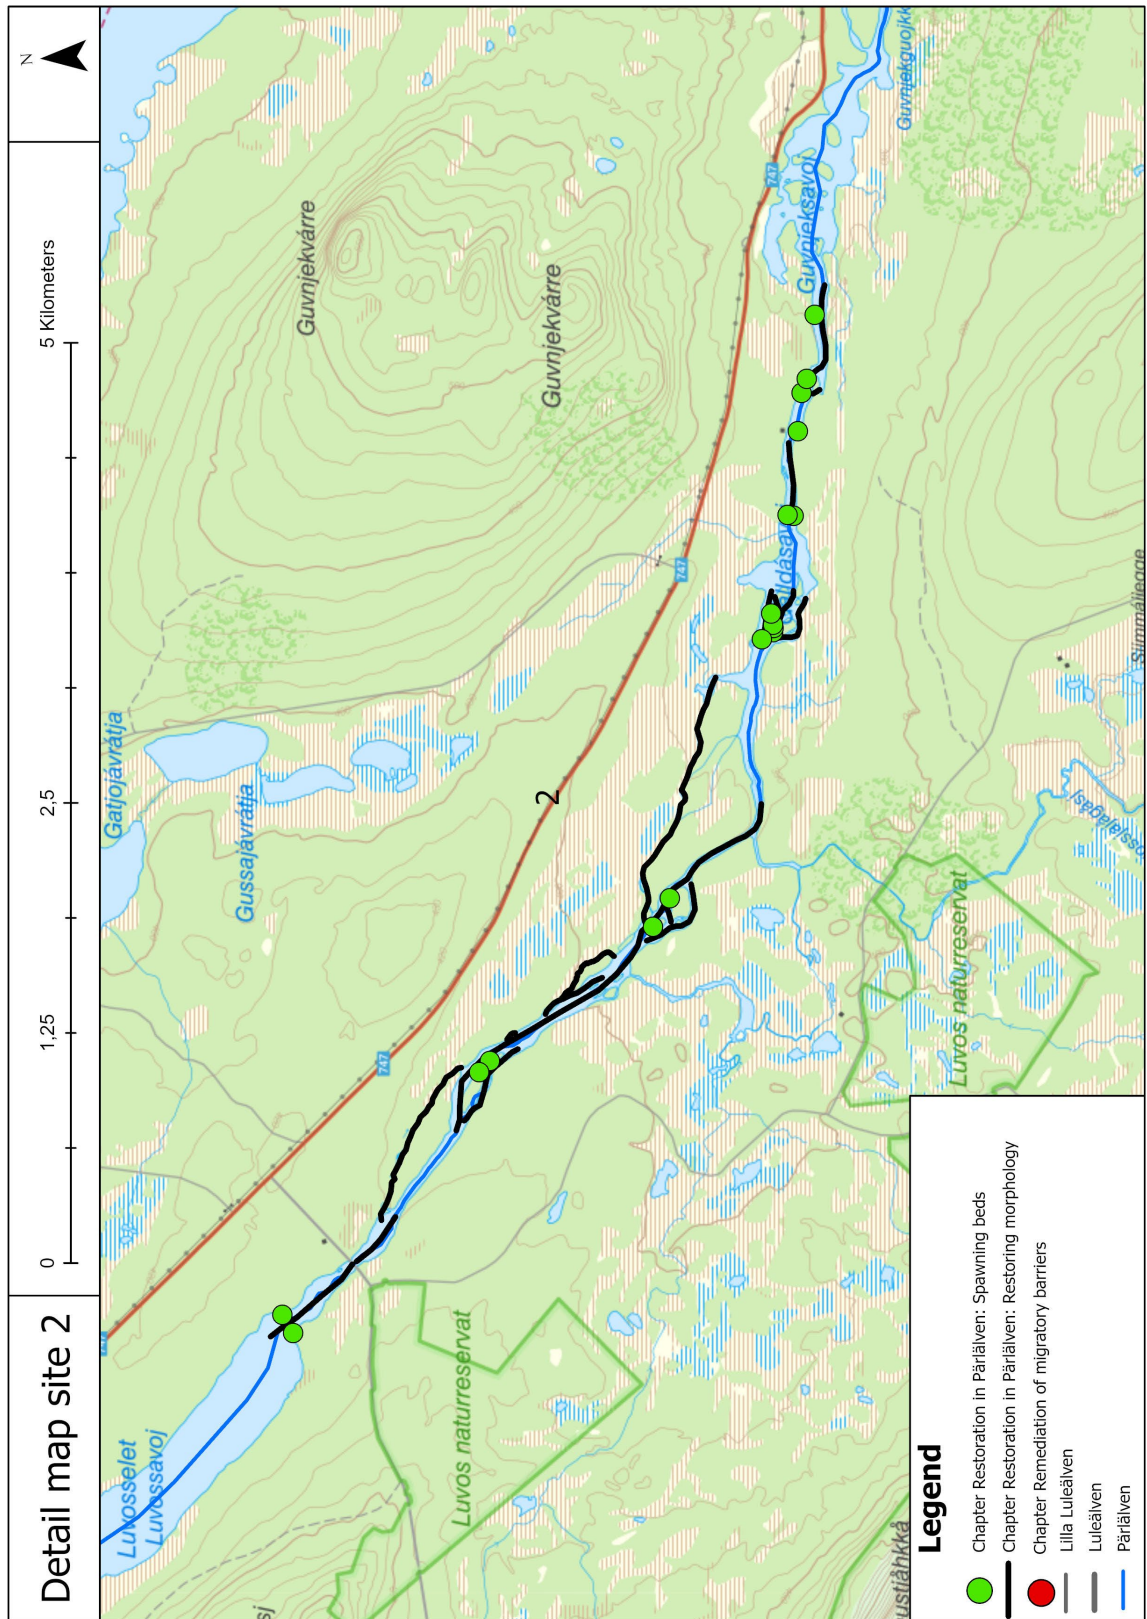 Detail map site 2
0
1,25
2,5
5 Kilometers
N
Luvosselet
Luvossavoj
Gatjojávrátja
Gussajávrátja
Guvnjekvárre
Guvnjekvárre
747
747
747
2
Guvnjeksavoj
Guvnjekguojkk
Luvos naturreservat
Luvos naturreservat
Legend
Chapter Restoration in Pärlälven: Spawning beds
Chapter Restoration in Pärlälven: Restoring morphology
Chapter Remediation of migratory barriers
Lilla Luleälven
Luleälven
Pärlälven